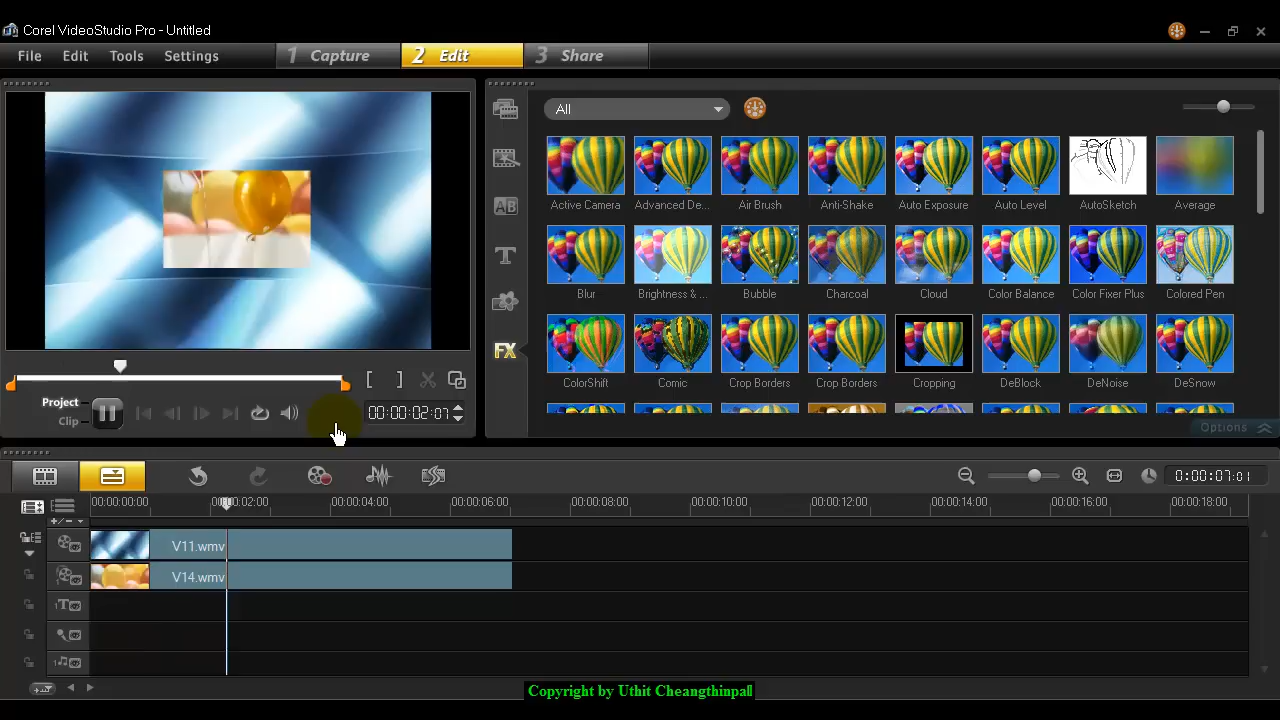 Corel VideoStudio Pro - Untitled
File Edit Tools Settings 1 Capture 2 Edit 3 Share
All
Active Camera Advanced De... Air Brush Anti-Shake Auto Exposure Auto Level AutoSketch Average
Blur Brightness & ... Bubble Charcoal Cloud Color Balance Color Fixer Plus Colored Pen
ColorShift Comic Crop Borders Crop Borders Cropping DeBlock DeNoise DeSnow
AB
T
FX
Project
Clip
00:00:02:07
Options
0:00:07:01
00:00:00:00 00:00:02:00 00:00:04:00 00:00:06:00 00:00:08:00 00:00:10:00 00:00:12:00 00:00:14:00 00:00:16:00 00:00:18:00
V11.wmv
V14.wmv
1T
1
Copyright by Uthit Cheangthinpall